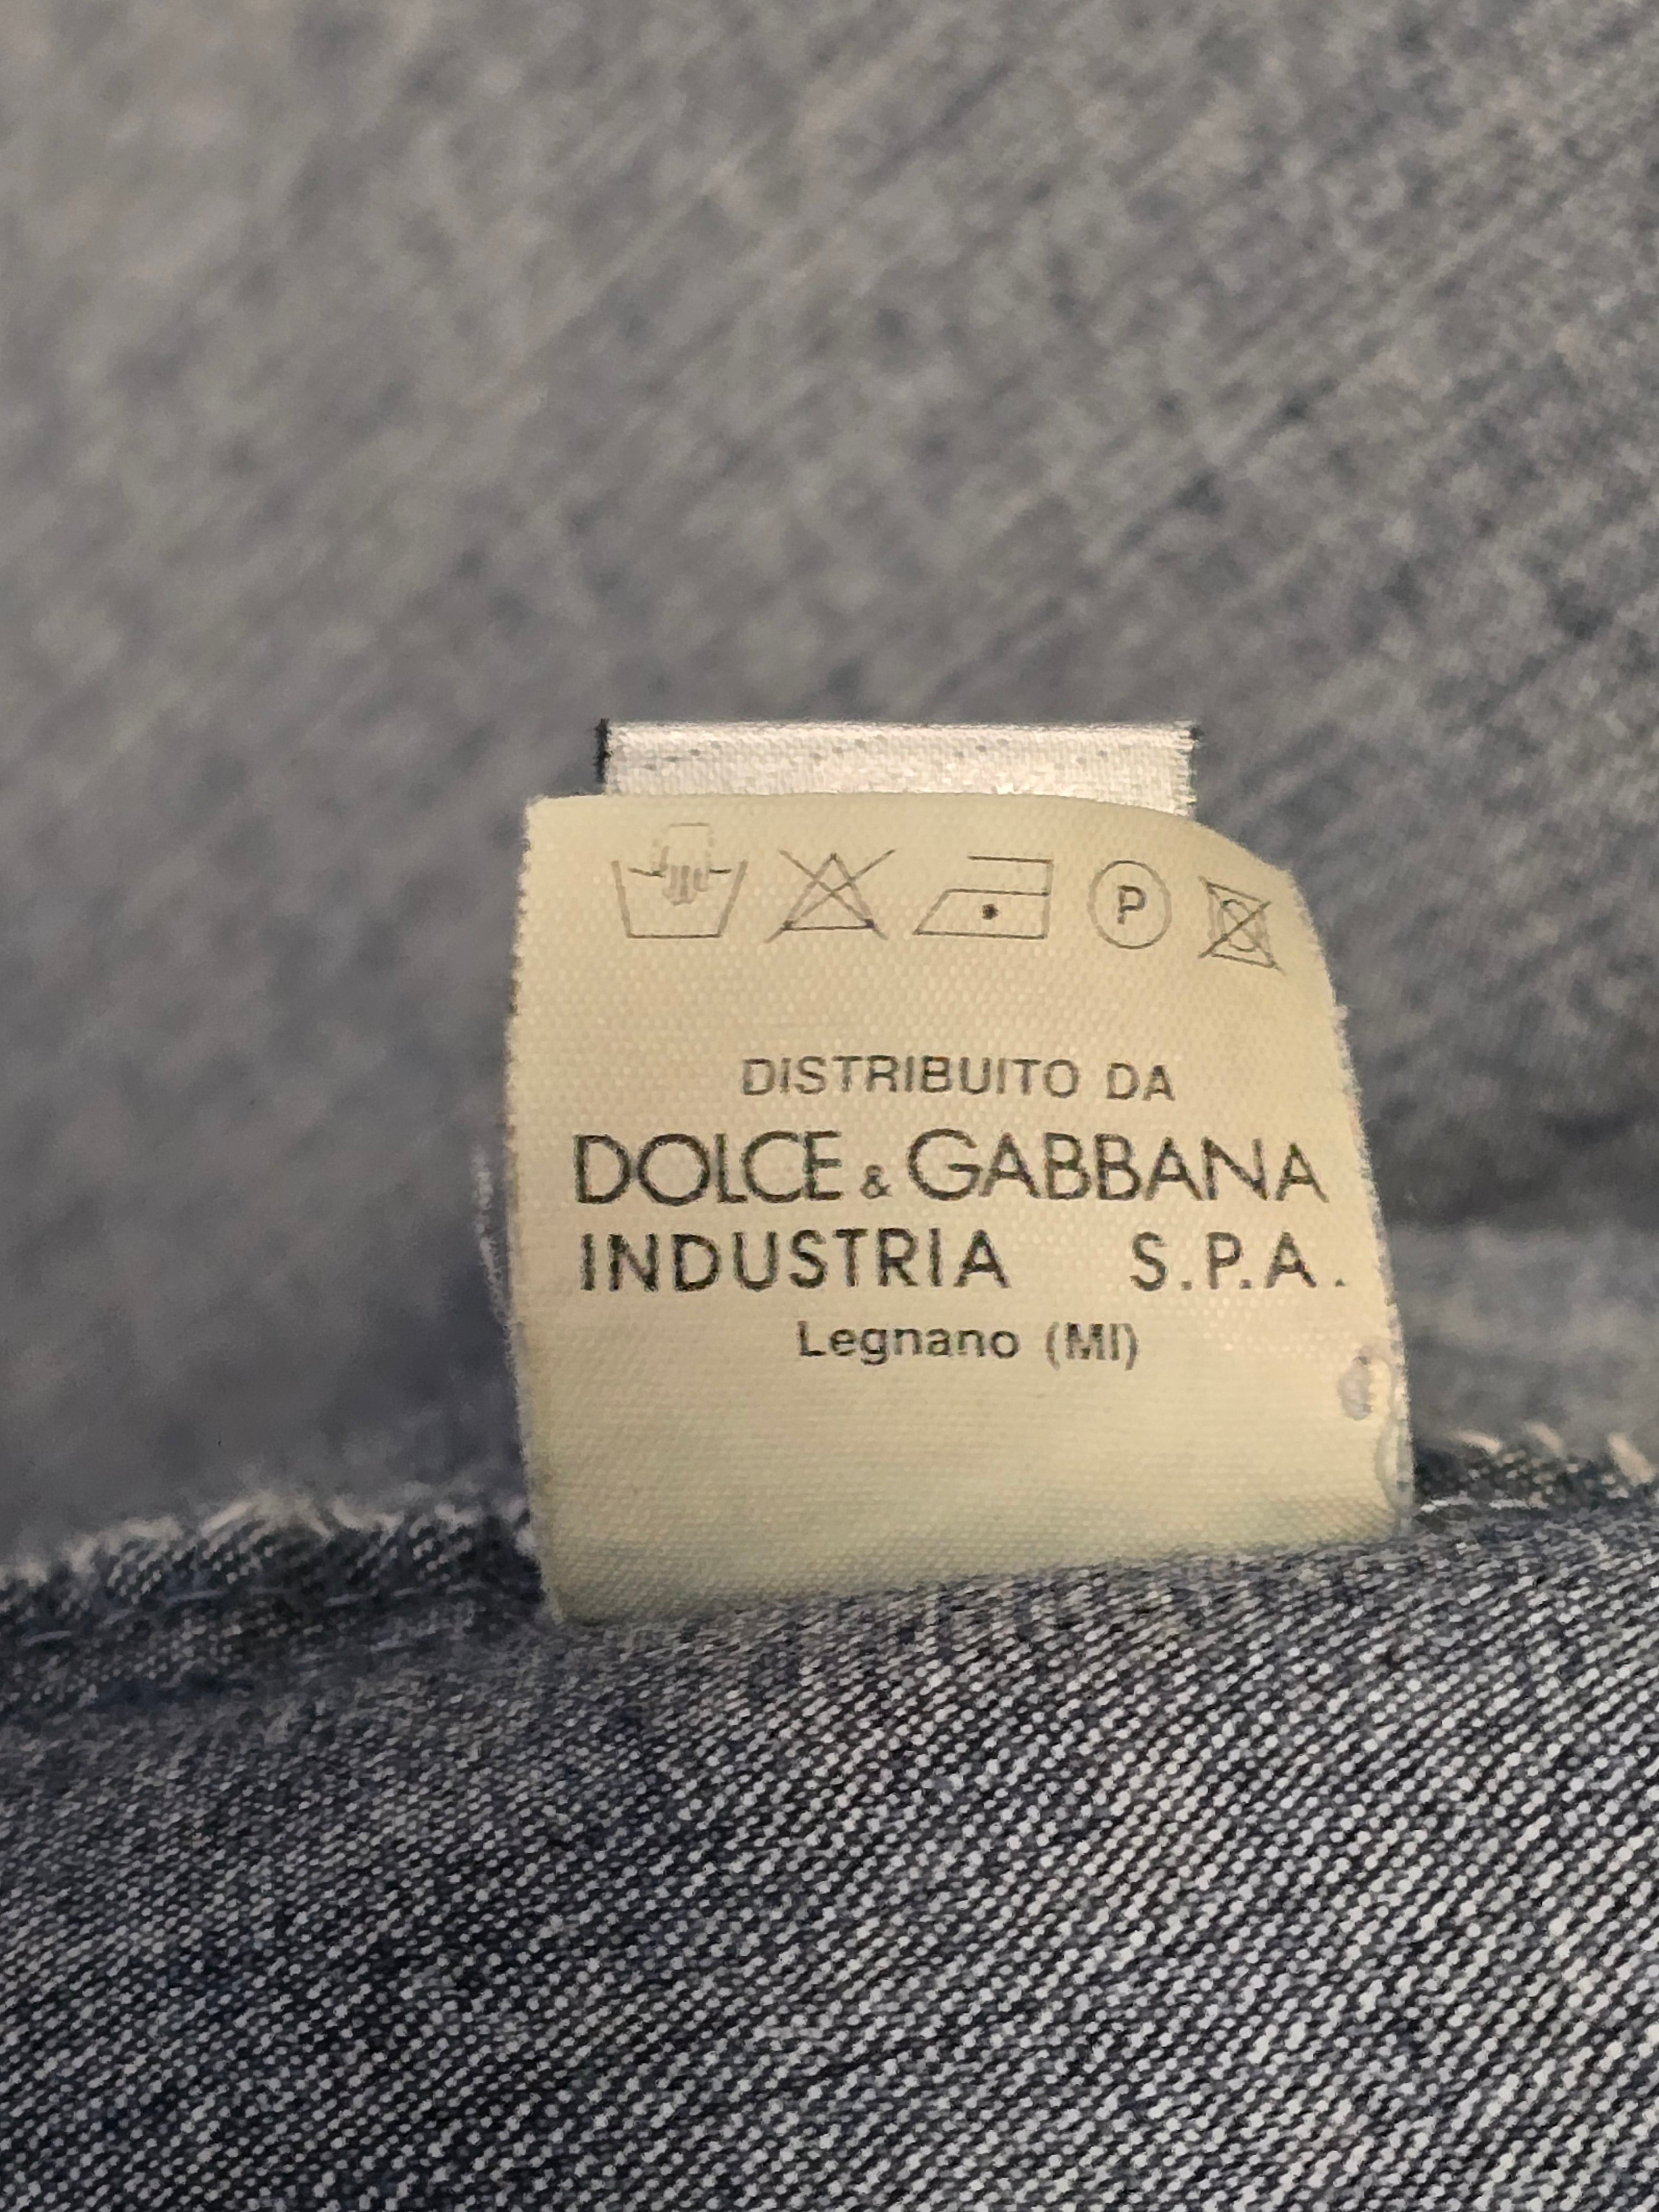 P
DISTRIBUITO DA
DOLCE & GABBANA
INDUSTRIA S.P.A.
Legnano (MI)